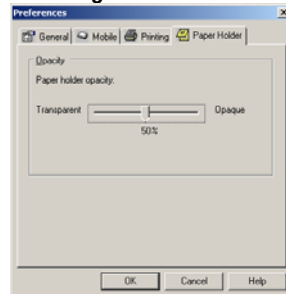 Preferences
General Mobile Printing Paper Holder
Opacity
Paper holder opacity:
Transparent Opaque
50%
OK Cancel Help